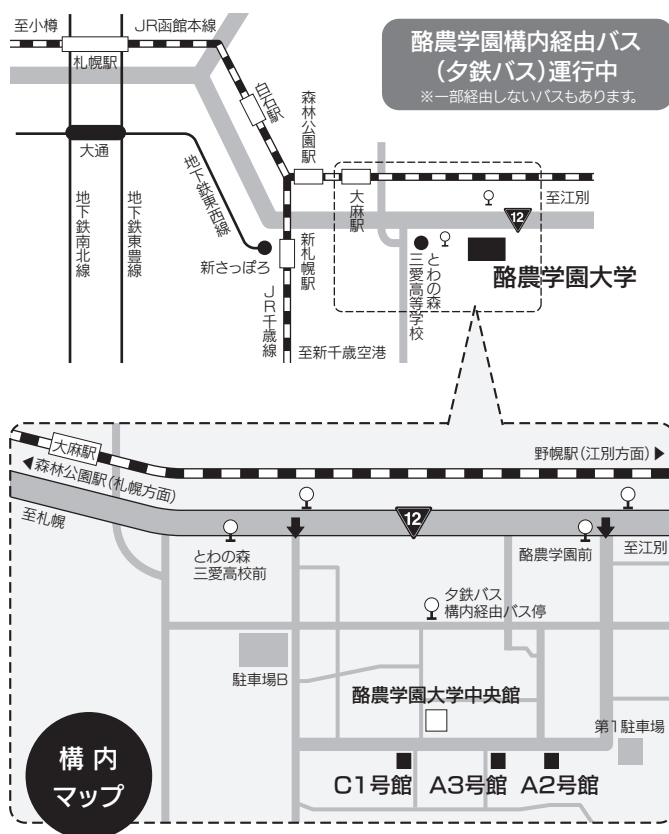 酪農学園構内経由バス
(夕鉄バス)運行中
※一部経由しないバスもあります。
至小樽
JR函館本線
札幌駅
白石駅
森林公園駅
大通
地下鉄南北線
地下鉄東豊線
地下鉄東西線
新さっぽろ
新札幌駅
JR千歳線
至新千歳空港
大麻駅
至江別
12
とわの森
三愛高等学校
酪農学園大学
大麻駅
◀森林公園駅(札幌方面)
野幌駅(江別方面)▶
至札幌
12
とわの森
三愛高校前
酪農学園前
至江別
夕鉄バス
構内経由バス停
駐車場B
酪農学園大学中央館
第1駐車場
構内
マップ
C1号館
A3号館
A2号館